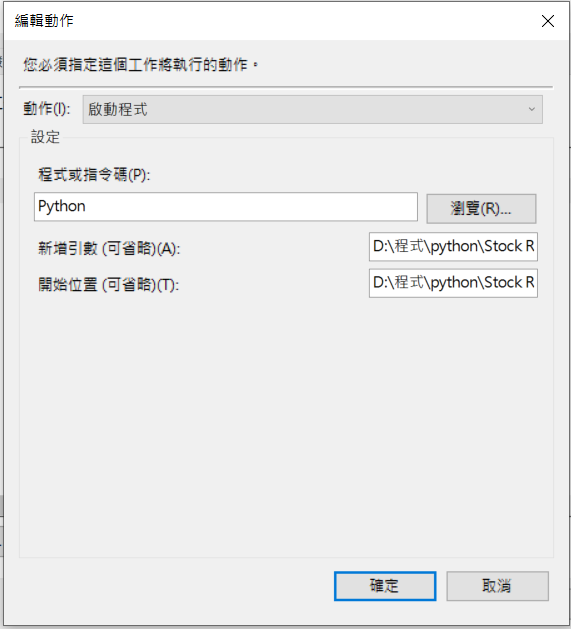 編輯動作
您必須指定這個工作將執行的動作。
動作(I): 啟動程式
設定
程式或指令碼(P):
Python 瀏覽(R)...
新增引數 (可省略)(A): D:\程式\python\Stock R
開始位置 (可省略)(T): D:\程式\python\Stock R
確定 取消